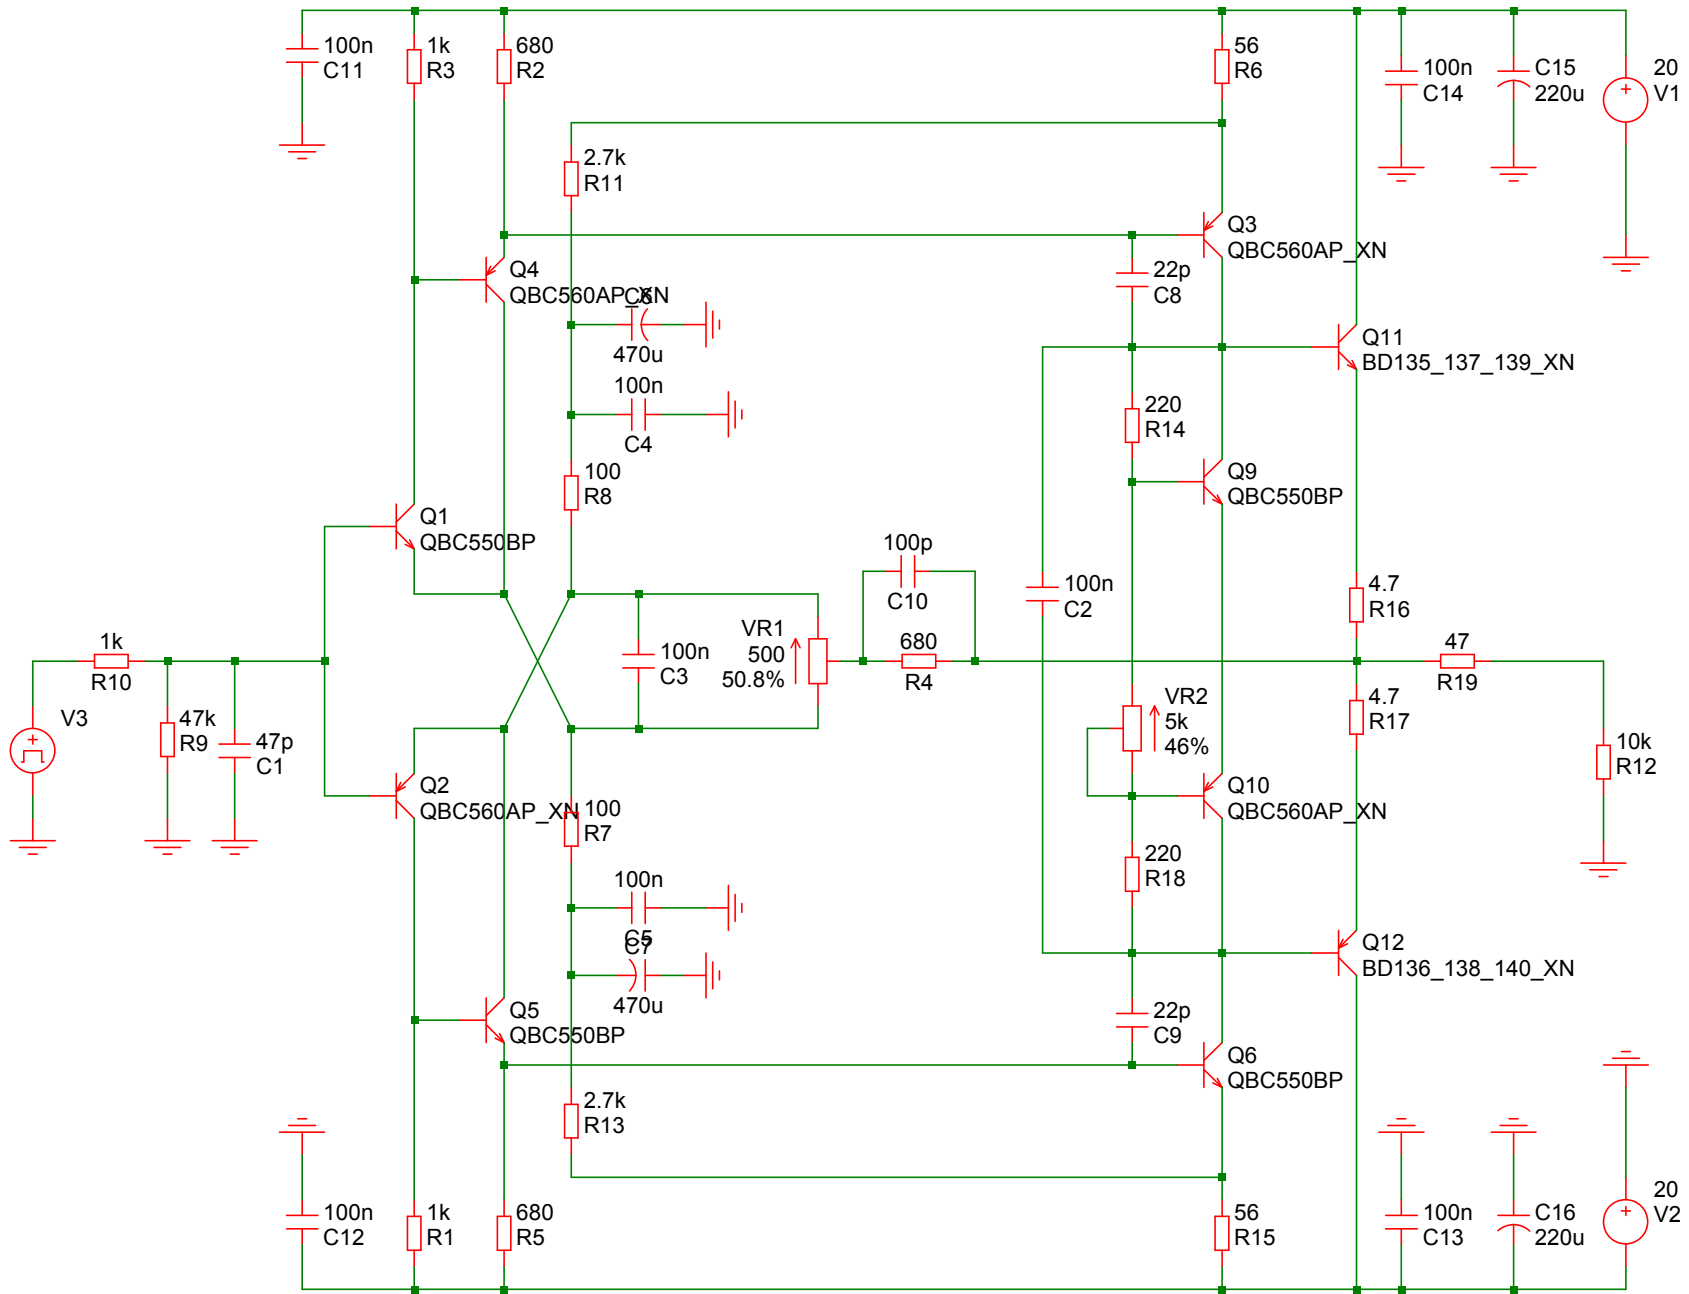 100n
C11
1k
R3
680
R2
56
R6
100n
C14
C15
220u
20
V1
2.7k
R11
Q3
QBC560AP_XN
Q4
QBC560AP_XN
C6
470u
22p
C8
Q11
BD135_137_139_XN
100n
C4
220
R14
100
R8
Q9
QBC550BP
Q1
QBC550BP
100p
C10
100n
C2
4.7
R16
1k
R10
100n
C3
VR1
500
50.8%
680
R4
47
R19
4.7
R17
V3
47k
R9
47p
C1
VR2
5k
46%
10k
R12
Q2
QBC560AP_XN
100
R7
Q10
QBC560AP_XN
220
R18
100n
C5
C7
470u
Q12
BD136_138_140_XN
Q5
QBC550BP
22p
C9
Q6
QBC550BP
2.7k
R13
100n
C12
1k
R1
680
R5
56
R15
100n
C13
C16
220u
20
V2